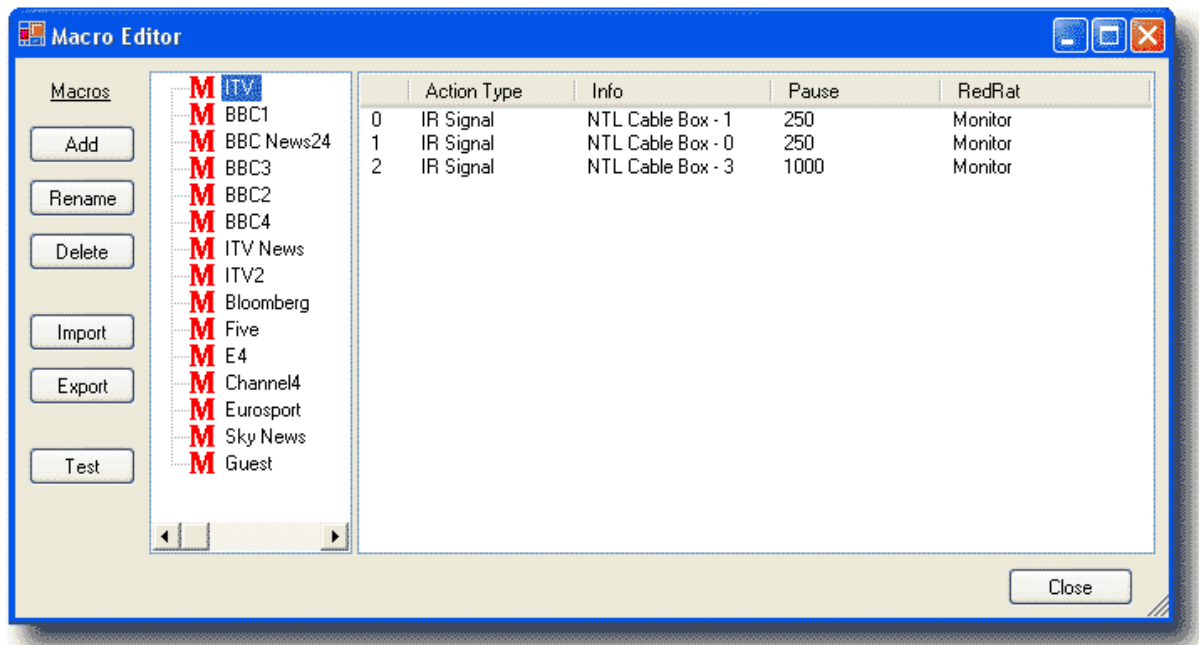 Macro Editor
Macros
Add
Rename
Delete
Import
Export
Test
M ITV
M BBC1
M BBC News24
M BBC3
M BBC2
M BBC4
M ITV News
M ITV2
M Bloomberg
M Five
M E4
M Channel4
M Eurosport
M Sky News
M Guest
Action Type Info Pause RedRat
0 IR Signal NTL Cable Box - 1 250 Monitor
1 IR Signal NTL Cable Box - 0 250 Monitor
2 IR Signal NTL Cable Box - 3 1000 Monitor
Close